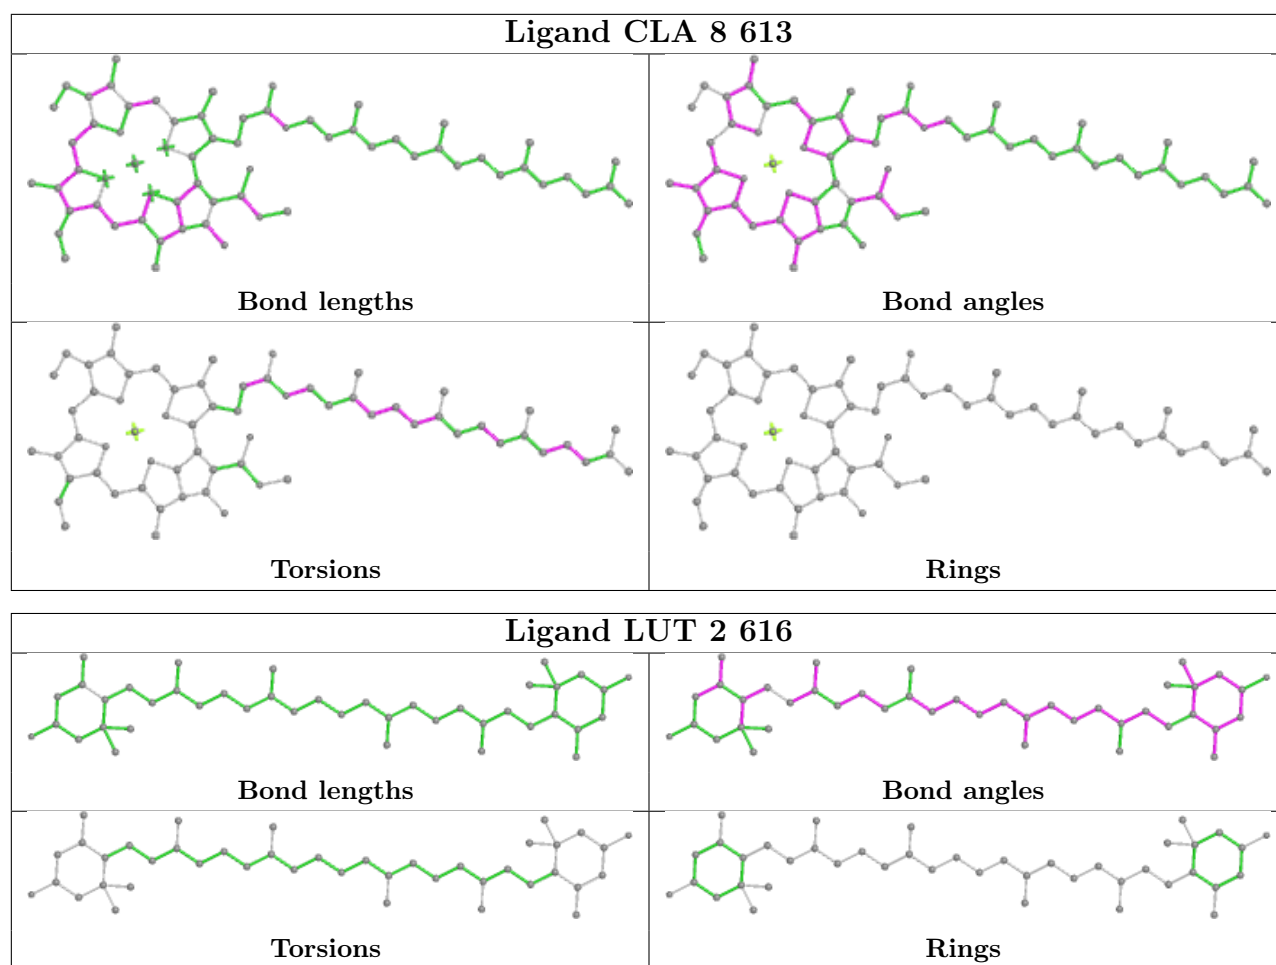 Ligand CLA 8 613
Bond lengths
Bond angles
Torsions
Rings
Ligand LUT 2 616
Bond lengths
Bond angles
Torsions
Rings